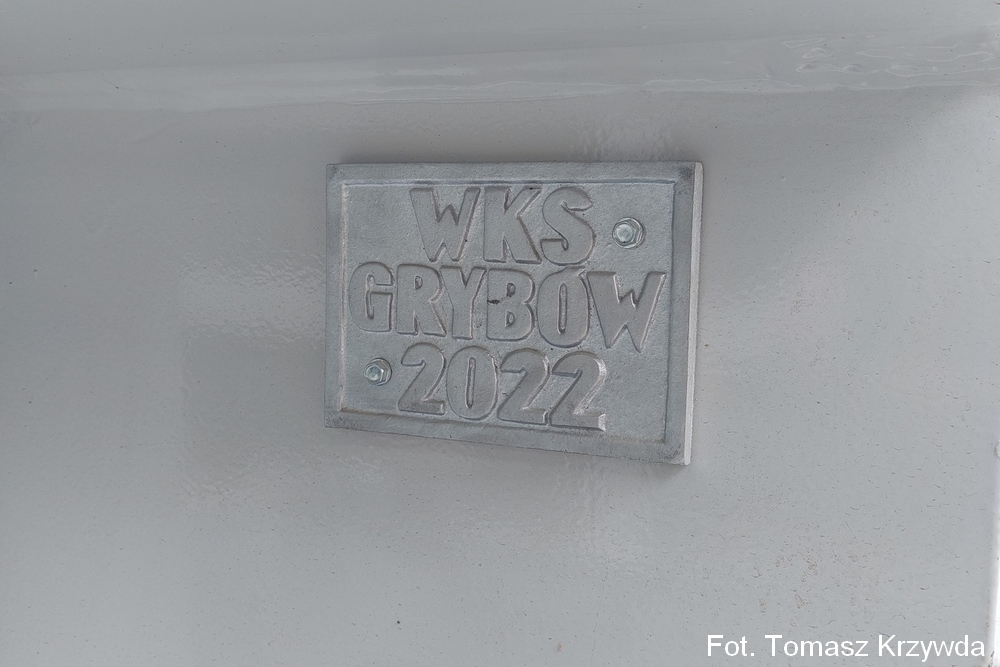 WKS
GRYBÓW
2022
Fot. Tomasz Krzywda